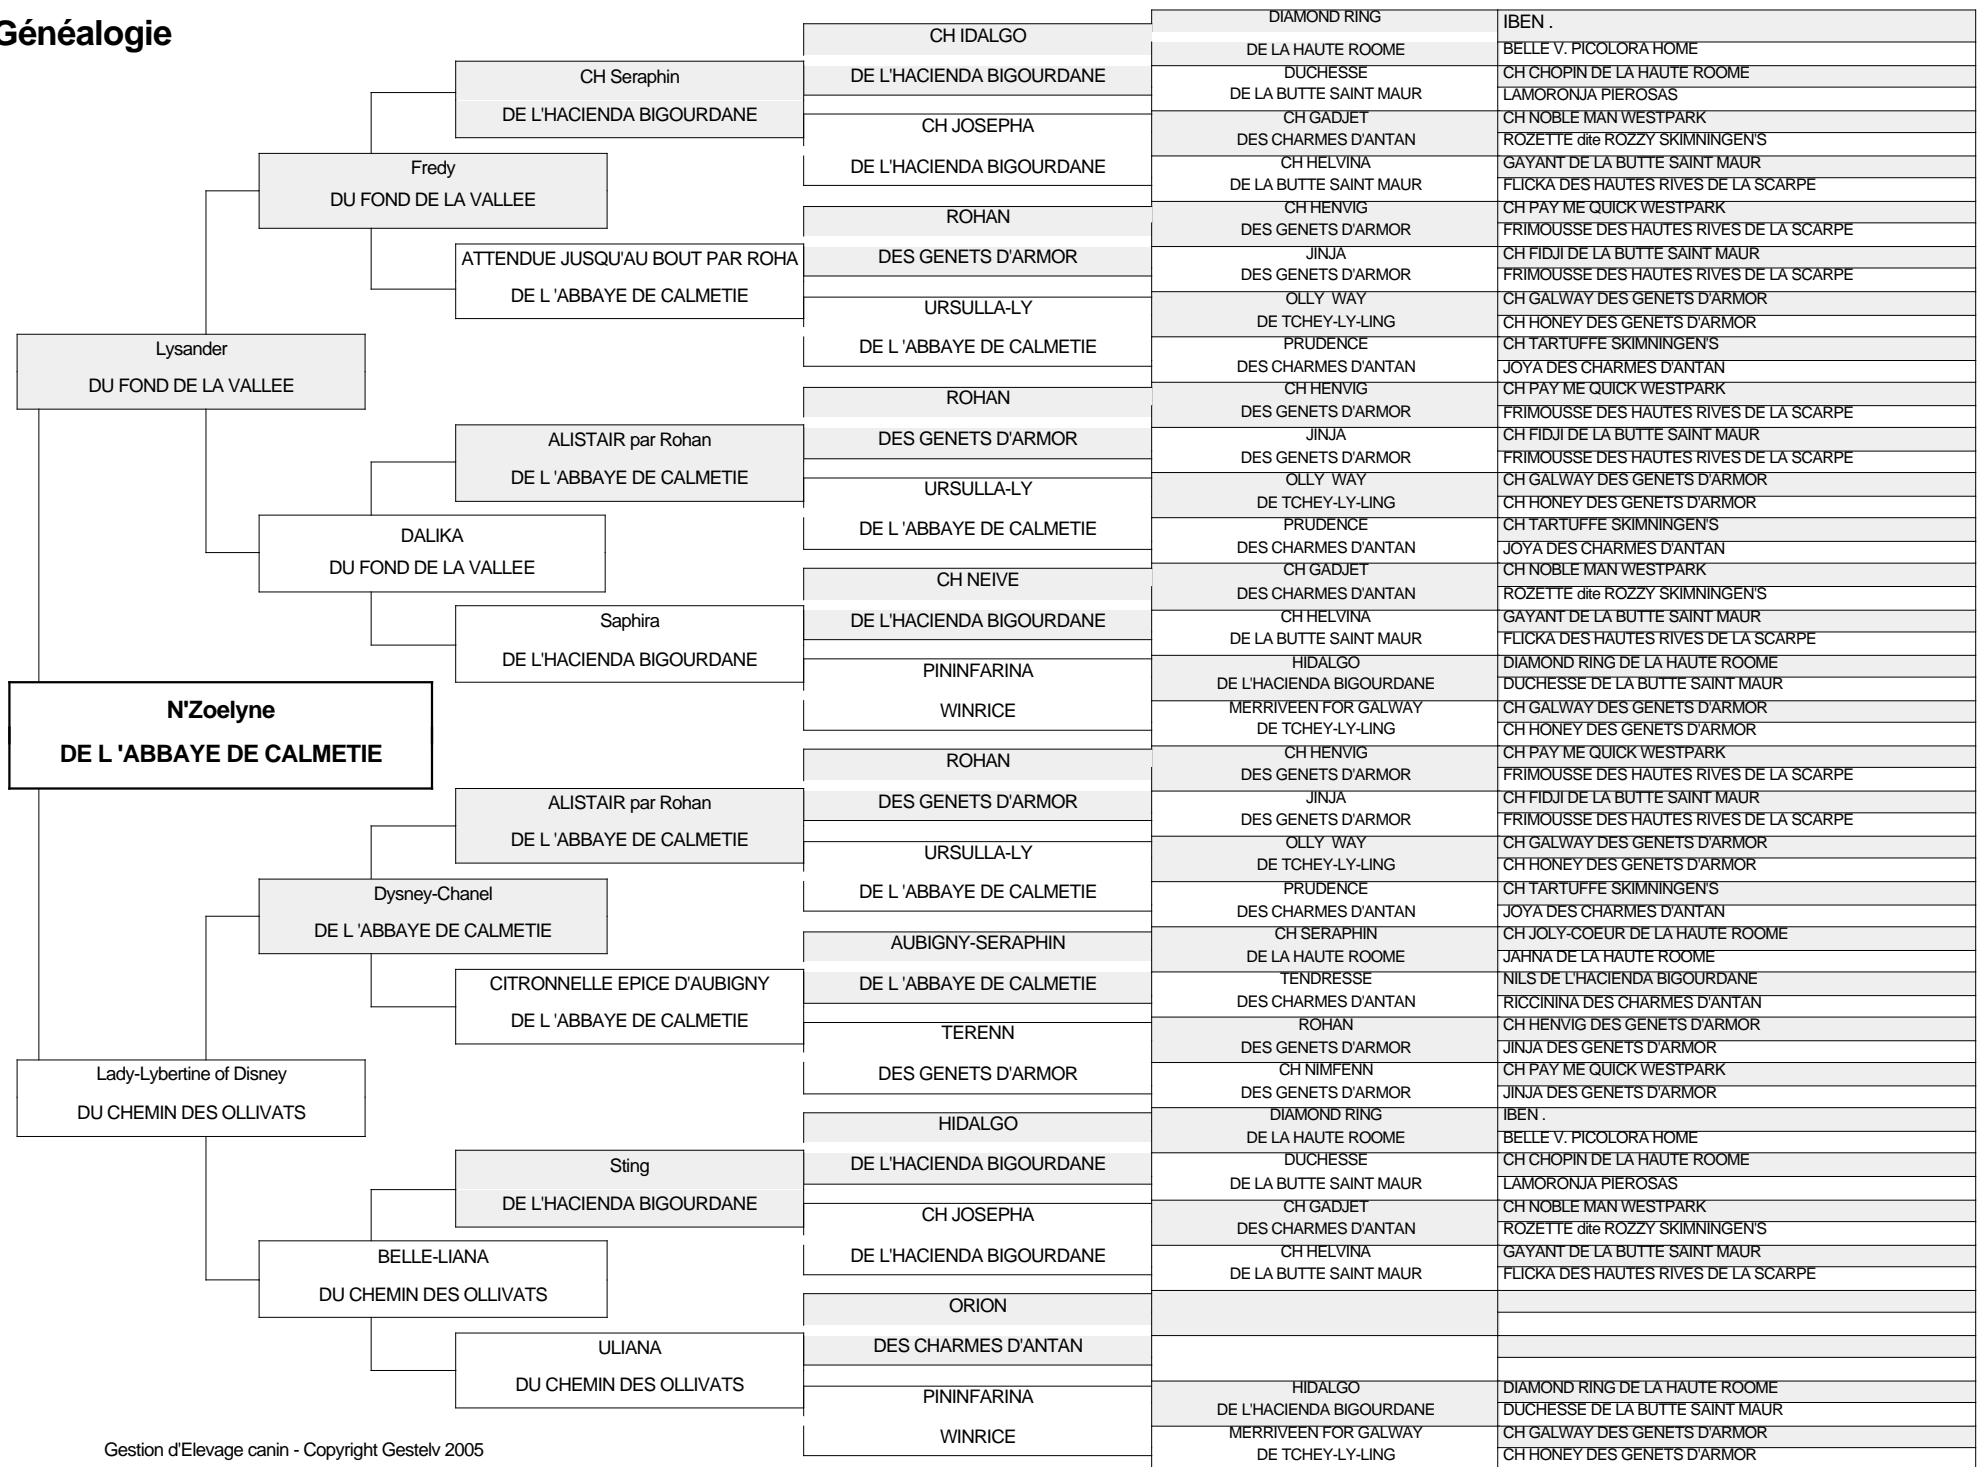 Généalogie
N'Zoelyne
DE L 'ABBAYE DE CALMETIE
Lysander
DU FOND DE LA VALLEE
Lady-Lybertine of Disney
DU CHEMIN DES OLLIVATS
Fredy
DU FOND DE LA VALLEE
DALIKA
DU FOND DE LA VALLEE
Dysney-Chanel
DE L 'ABBAYE DE CALMETIE
BELLE-LIANA
DU CHEMIN DES OLLIVATS
CH Seraphin
DE L'HACIENDA BIGOURDANE
ATTENDUE JUSQU'AU BOUT PAR ROHA
DE L 'ABBAYE DE CALMETIE
ALISTAIR par Rohan
DE L 'ABBAYE DE CALMETIE
Saphira
DE L'HACIENDA BIGOURDANE
ALISTAIR par Rohan
DE L 'ABBAYE DE CALMETIE
CITRONNELLE EPICE D'AUBIGNY
DE L 'ABBAYE DE CALMETIE
Sting
DE L'HACIENDA BIGOURDANE
ULIANA
DU CHEMIN DES OLLIVATS
CH IDALGO
DE L'HACIENDA BIGOURDANE
CH JOSEPHA
DE L'HACIENDA BIGOURDANE
ROHAN
DES GENETS D'ARMOR
URSULLA-LY
DE L 'ABBAYE DE CALMETIE
ROHAN
DES GENETS D'ARMOR
URSULLA-LY
DE L 'ABBAYE DE CALMETIE
CH NEIVE
DE L'HACIENDA BIGOURDANE
PININFARINA
WINRICE
ROHAN
DES GENETS D'ARMOR
URSULLA-LY
DE L 'ABBAYE DE CALMETIE
AUBIGNY-SERAPHIN
DE L 'ABBAYE DE CALMETIE
TERENN
DES GENETS D'ARMOR
HIDALGO
DE L'HACIENDA BIGOURDANE
CH JOSEPHA
DE L'HACIENDA BIGOURDANE
ORION
DES CHARMES D'ANTAN
PININFARINA
WINRICE
DIAMOND RING
DE LA HAUTE ROOME
DUCHESSE
DE LA BUTTE SAINT MAUR
CH GADJET
DES CHARMES D'ANTAN
CH HELVINA
DE LA BUTTE SAINT MAUR
CH HENVIG
DES GENETS D'ARMOR
JINJA
DES GENETS D'ARMOR
OLLY WAY
DE TCHEY-LY-LING
PRUDENCE
DES CHARMES D'ANTAN
CH HENVIG
DES GENETS D'ARMOR
JINJA
DES GENETS D'ARMOR
OLLY WAY
DE TCHEY-LY-LING
PRUDENCE
DES CHARMES D'ANTAN
CH GADJET
DES CHARMES D'ANTAN
CH HELVINA
DE LA BUTTE SAINT MAUR
HIDALGO
DE L'HACIENDA BIGOURDANE
MERRIVEEN FOR GALWAY
DE TCHEY-LY-LING
CH HENVIG
DES GENETS D'ARMOR
JINJA
DES GENETS D'ARMOR
OLLY WAY
DE TCHEY-LY-LING
PRUDENCE
DES CHARMES D'ANTAN
CH SERAPHIN
DE LA HAUTE ROOME
TENDRESSE
DES CHARMES D'ANTAN
ROHAN
DES GENETS D'ARMOR
CH NIMFENN
DES GENETS D'ARMOR
DIAMOND RING
DE LA HAUTE ROOME
DUCHESSE
DE LA BUTTE SAINT MAUR
CH GADJET
DES CHARMES D'ANTAN
CH HELVINA
DE LA BUTTE SAINT MAUR
HIDALGO
DE L'HACIENDA BIGOURDANE
MERRIVEEN FOR GALWAY
DE TCHEY-LY-LING
IBEN .
BELLE V. PICOLORA HOME
CH CHOPIN DE LA HAUTE ROOME
LAMORONJA PIEROSAS
CH NOBLE MAN WESTPARK
ROZETTE dite ROZZY SKIMNINGEN'S
GAYANT DE LA BUTTE SAINT MAUR
FLICKA DES HAUTES RIVES DE LA SCARPE
CH PAY ME QUICK WESTPARK
FRIMOUSSE DES HAUTES RIVES DE LA SCARPE
CH FIDJI DE LA BUTTE SAINT MAUR
FRIMOUSSE DES HAUTES RIVES DE LA SCARPE
CH GALWAY DES GENETS D'ARMOR
CH HONEY DES GENETS D'ARMOR
CH TARTUFFE SKIMNINGEN'S
JOYA DES CHARMES D'ANTAN
CH PAY ME QUICK WESTPARK
FRIMOUSSE DES HAUTES RIVES DE LA SCARPE
CH FIDJI DE LA BUTTE SAINT MAUR
FRIMOUSSE DES HAUTES RIVES DE LA SCARPE
CH GALWAY DES GENETS D'ARMOR
CH HONEY DES GENETS D'ARMOR
CH TARTUFFE SKIMNINGEN'S
JOYA DES CHARMES D'ANTAN
CH NOBLE MAN WESTPARK
ROZETTE dite ROZZY SKIMNINGEN'S
GAYANT DE LA BUTTE SAINT MAUR
FLICKA DES HAUTES RIVES DE LA SCARPE
DIAMOND RING DE LA HAUTE ROOME
DUCHESSE DE LA BUTTE SAINT MAUR
CH GALWAY DES GENETS D'ARMOR
CH HONEY DES GENETS D'ARMOR
CH PAY ME QUICK WESTPARK
FRIMOUSSE DES HAUTES RIVES DE LA SCARPE
CH FIDJI DE LA BUTTE SAINT MAUR
FRIMOUSSE DES HAUTES RIVES DE LA SCARPE
CH GALWAY DES GENETS D'ARMOR
CH HONEY DES GENETS D'ARMOR
CH TARTUFFE SKIMNINGEN'S
JOYA DES CHARMES D'ANTAN
CH JOLY-COEUR DE LA HAUTE ROOME
JAHNA DE LA HAUTE ROOME
NILS DE L'HACIENDA BIGOURDANE
RICCININA DES CHARMES D'ANTAN
CH HENVIG DES GENETS D'ARMOR
JINJA DES GENETS D'ARMOR
CH PAY ME QUICK WESTPARK
JINJA DES GENETS D'ARMOR
IBEN .
BELLE V. PICOLORA HOME
CH CHOPIN DE LA HAUTE ROOME
LAMORONJA PIEROSAS
CH NOBLE MAN WESTPARK
ROZETTE dite ROZZY SKIMNINGEN'S
GAYANT DE LA BUTTE SAINT MAUR
FLICKA DES HAUTES RIVES DE LA SCARPE
DIAMOND RING DE LA HAUTE ROOME
DUCHESSE DE LA BUTTE SAINT MAUR
CH GALWAY DES GENETS D'ARMOR
CH HONEY DES GENETS D'ARMOR
Gestion d'Elevage canin - Copyright Gestelv 2005